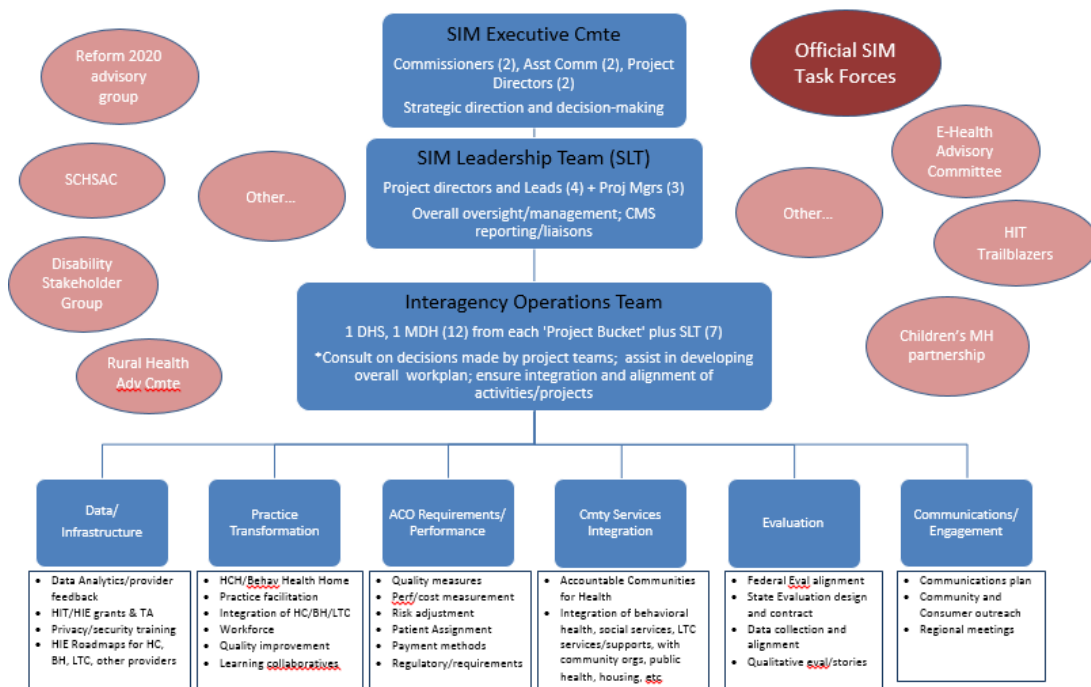 SIM Executive Cmte
Commissioners (2), Asst Comm (2), Project
Directors (2)
Strategic direction and decision-making
Reform 2020
advisory
group
Official SIM
Task Forces
SCHSAC
Other...
SIM Leadership Team (SLT)
Project directors and Leads (4) + Proj Mgrs (3)
Overall oversight/management; CMS
reporting/liaisons
E-Health
Advisory
Committee
Other...
HIT
Trailblazers
Disability
Stakeholder
Group
Interagency Operations Team
1 DHS, 1 MDH (12) from each 'Project Bucket' plus SLT (7)
*Consult on decisions made by project teams; assist in developing
overall workplan; ensure integration and alignment of
activities/projects
Children's MH
partnership
Rural Health
Adv Cmte
Data/
Infrastructure
Practice
Transformation
ACO Requirements/
Performance
Cmty Services
Integration
Evaluation
Communications/
Engagement
• Data Analytics/provider
feedback
• HIT/HIE grants & TA
• Privacy/security training
• HIE Roadmaps for HC,
BH, LTC, other providers
• HCH/Behav Health Home
• Practice facilitation
• Integration of HC/BH/LTC
• Workforce
• Quality improvement
• Learning collaboratives
• Quality measures
• Perf/cost measurement
• Risk adjustment
• Patient Assignment
• Payment methods
• Regulatory/requirements
• Accountable Communities
for Health
• Integration of behavioral
health, social services, LTC
services/supports, with
community orgs, public
health, housing, etc
• Federal Eval alignment
• State Evaluation design
and contract
• Data collection and
alignment
• Qualitative eval/stories
• Communications plan
• Community and
Consumer outreach
• Regional meetings